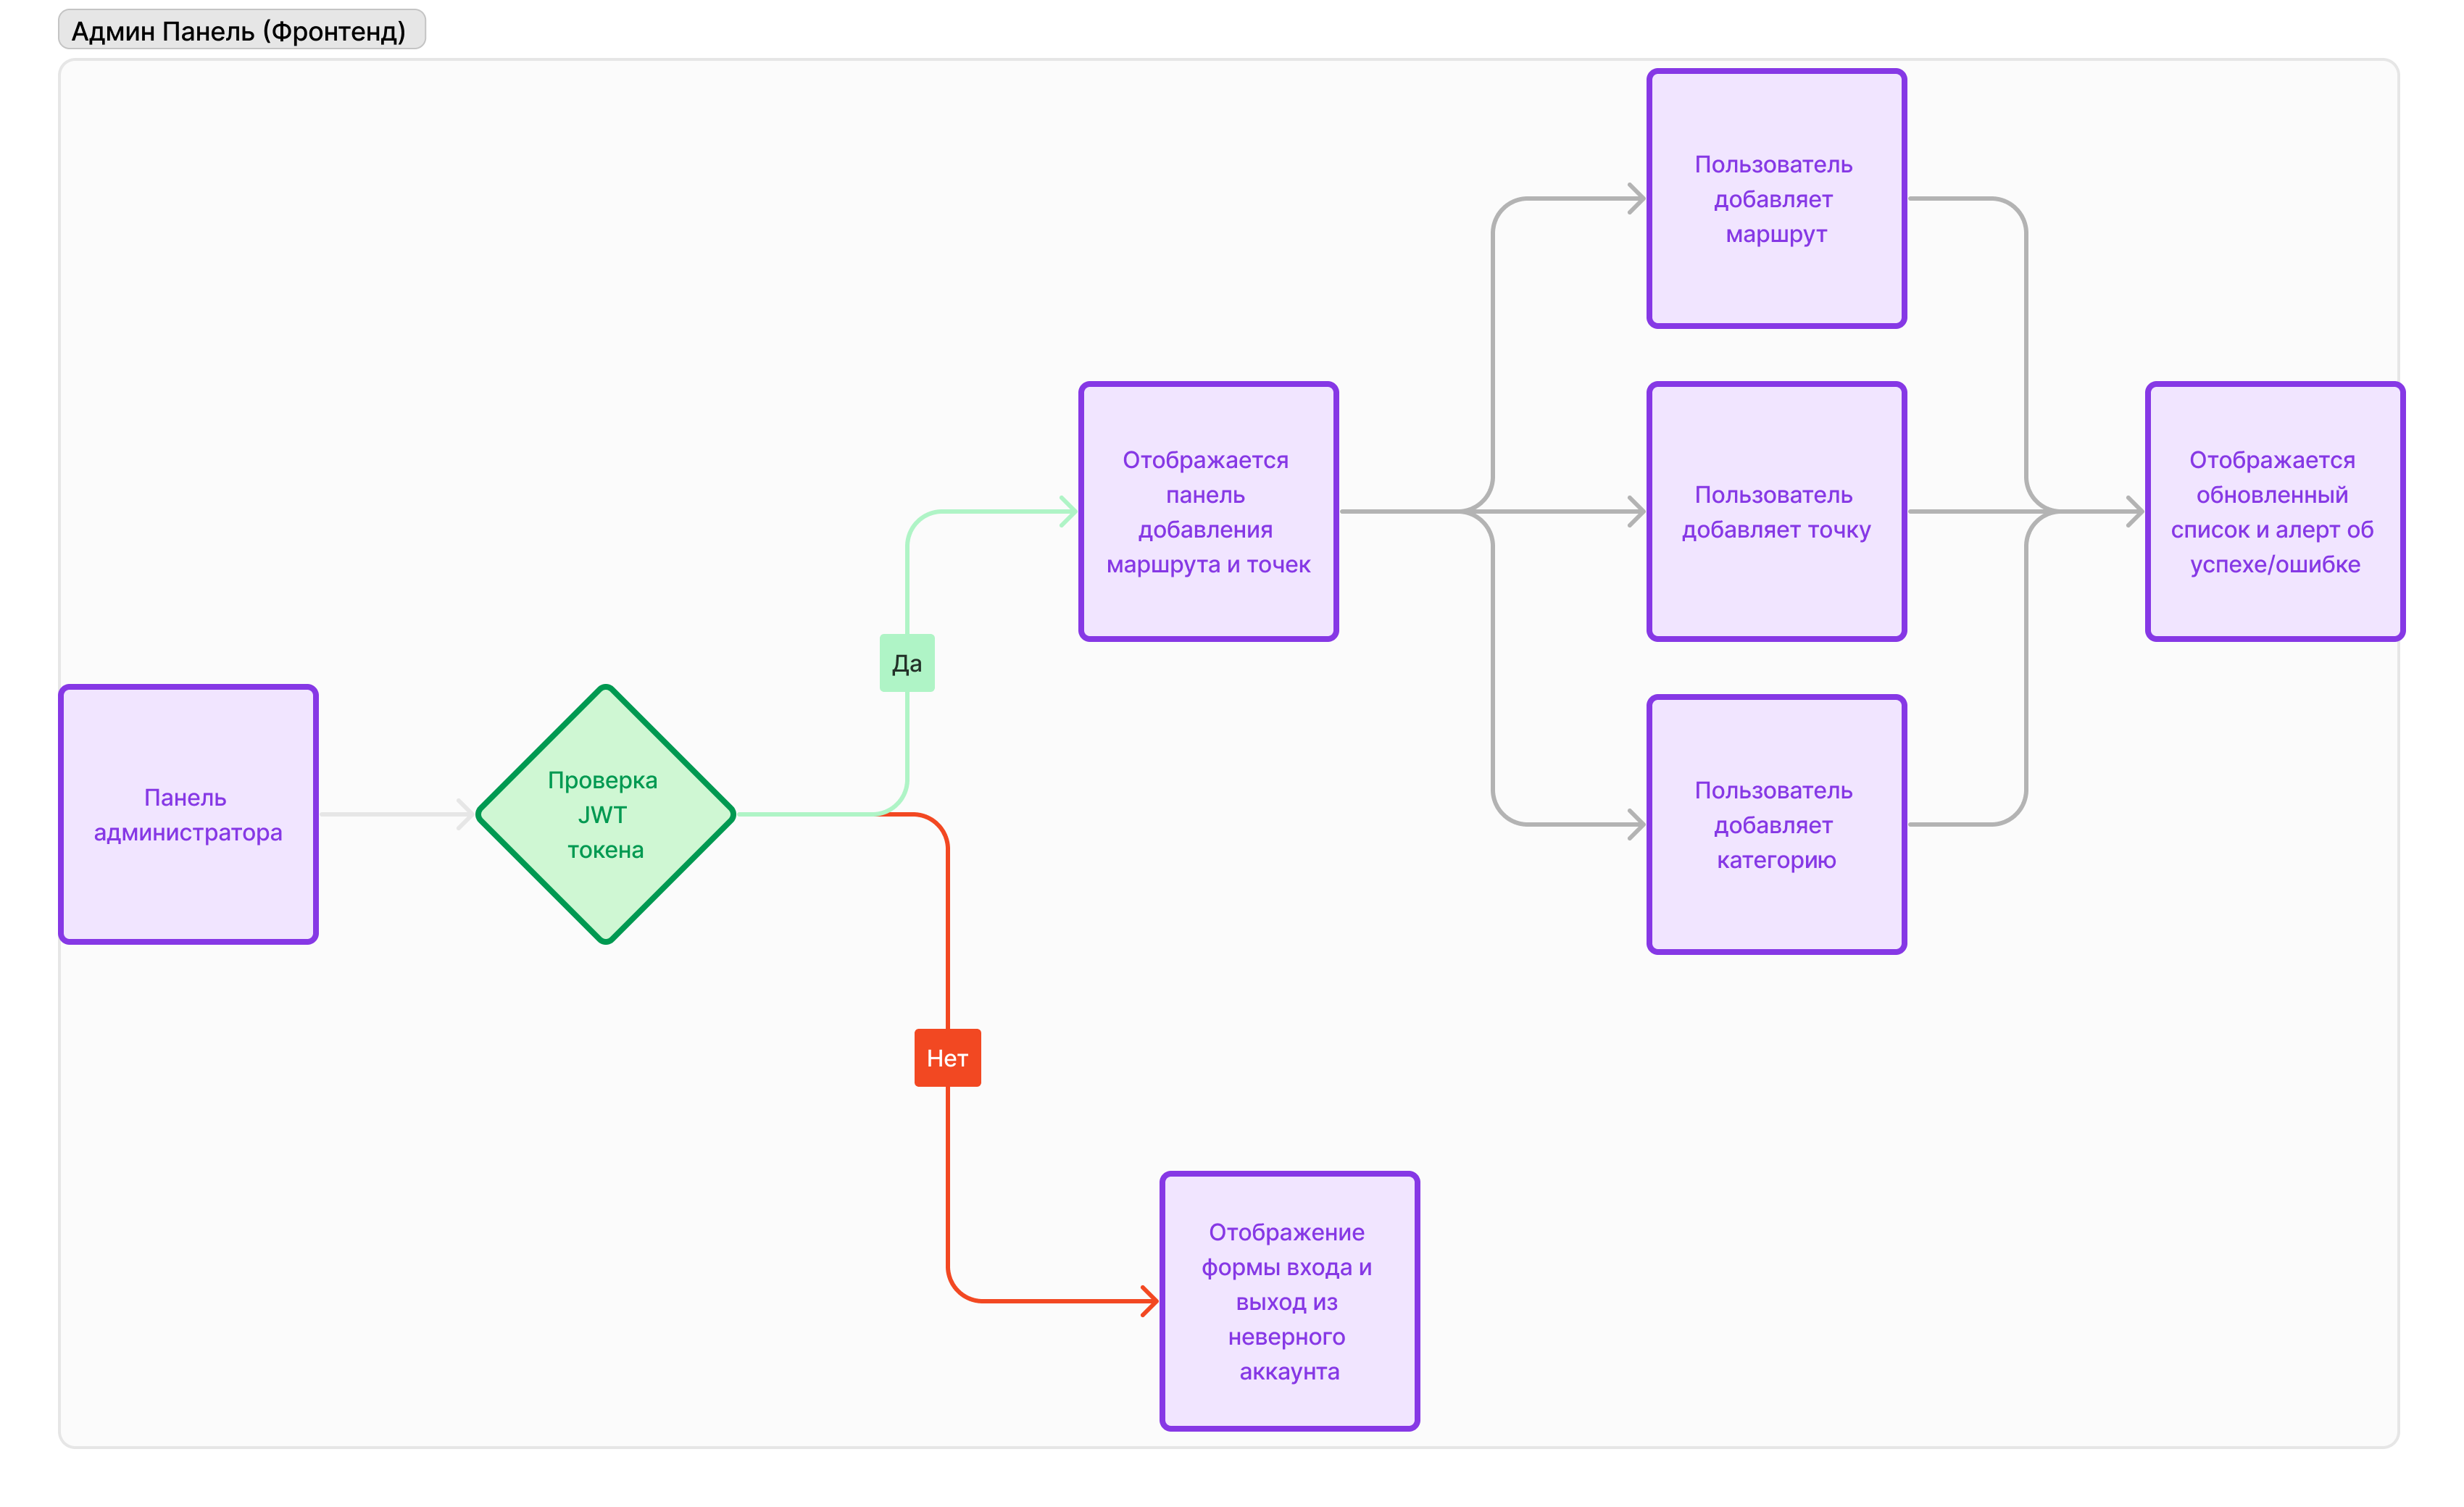 Админ Панель (Фронтенд)
Панель
администратора
Проверка
JWT
токена
Да
Нет
Отображается
панель
добавления
маршрута и точек
Пользователь
добавляет
маршрут
Пользователь
добавляет точку
Пользователь
добавляет
категорию
Отображается
обновленный
список и алерт об
успехе/ошибке
Отображение
формы входа и
выход из
неверного
аккаунта